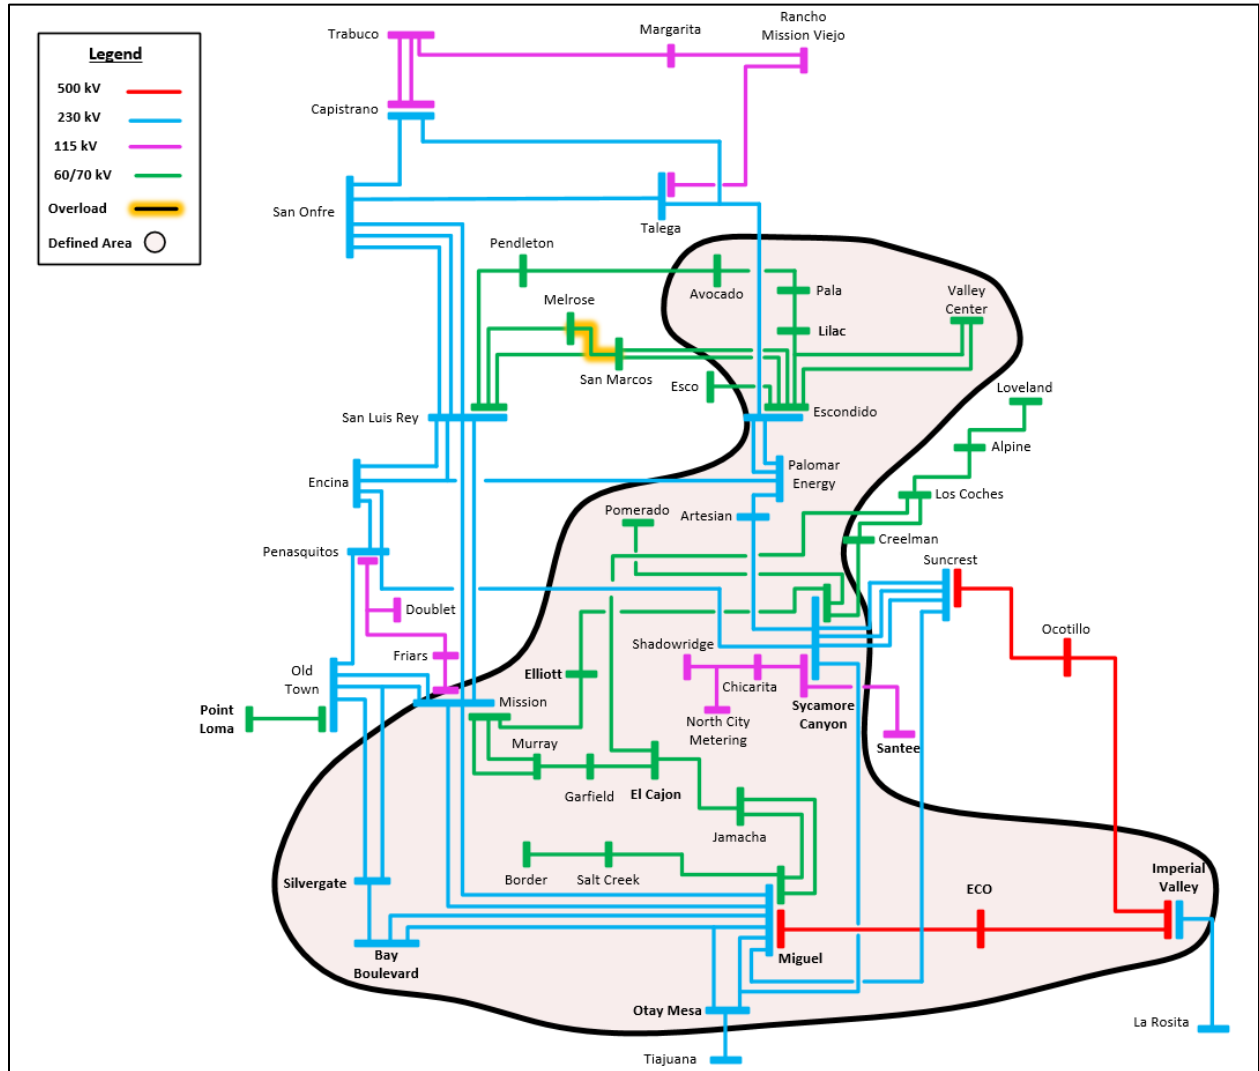 Legend
500 kV
230 kV
115 kV
60/70 kV
Overload
Defined Area
Trabuco
Margarita
Rancho
Mission Viejo
Capistrano
San Onfre
Talega
Pendleton
Avocado
Pala
Valley
Center
Melrose
Lilac
San Marcos
Esco
Loveland
San Luis Rey
Escondido
Alpine
Encina
Palomar
Energy
Los Coches
Pomerado
Artesian
Creelman
Penasquitos
Suncrest
Doublet
Ocotillo
Shadowridge
Friars
Old
Town
Elliott
Chicarita
Sycamore
Canyon
Point
Loma
Mission
North City
Metering
Santee
Murray
Garfield
El Cajon
Jamacha
Border
Salt Creek
Silvergate
ECO
Imperial
Valley
Bay
Boulevard
Miguel
Otay Mesa
La Rosita
Tiajuana